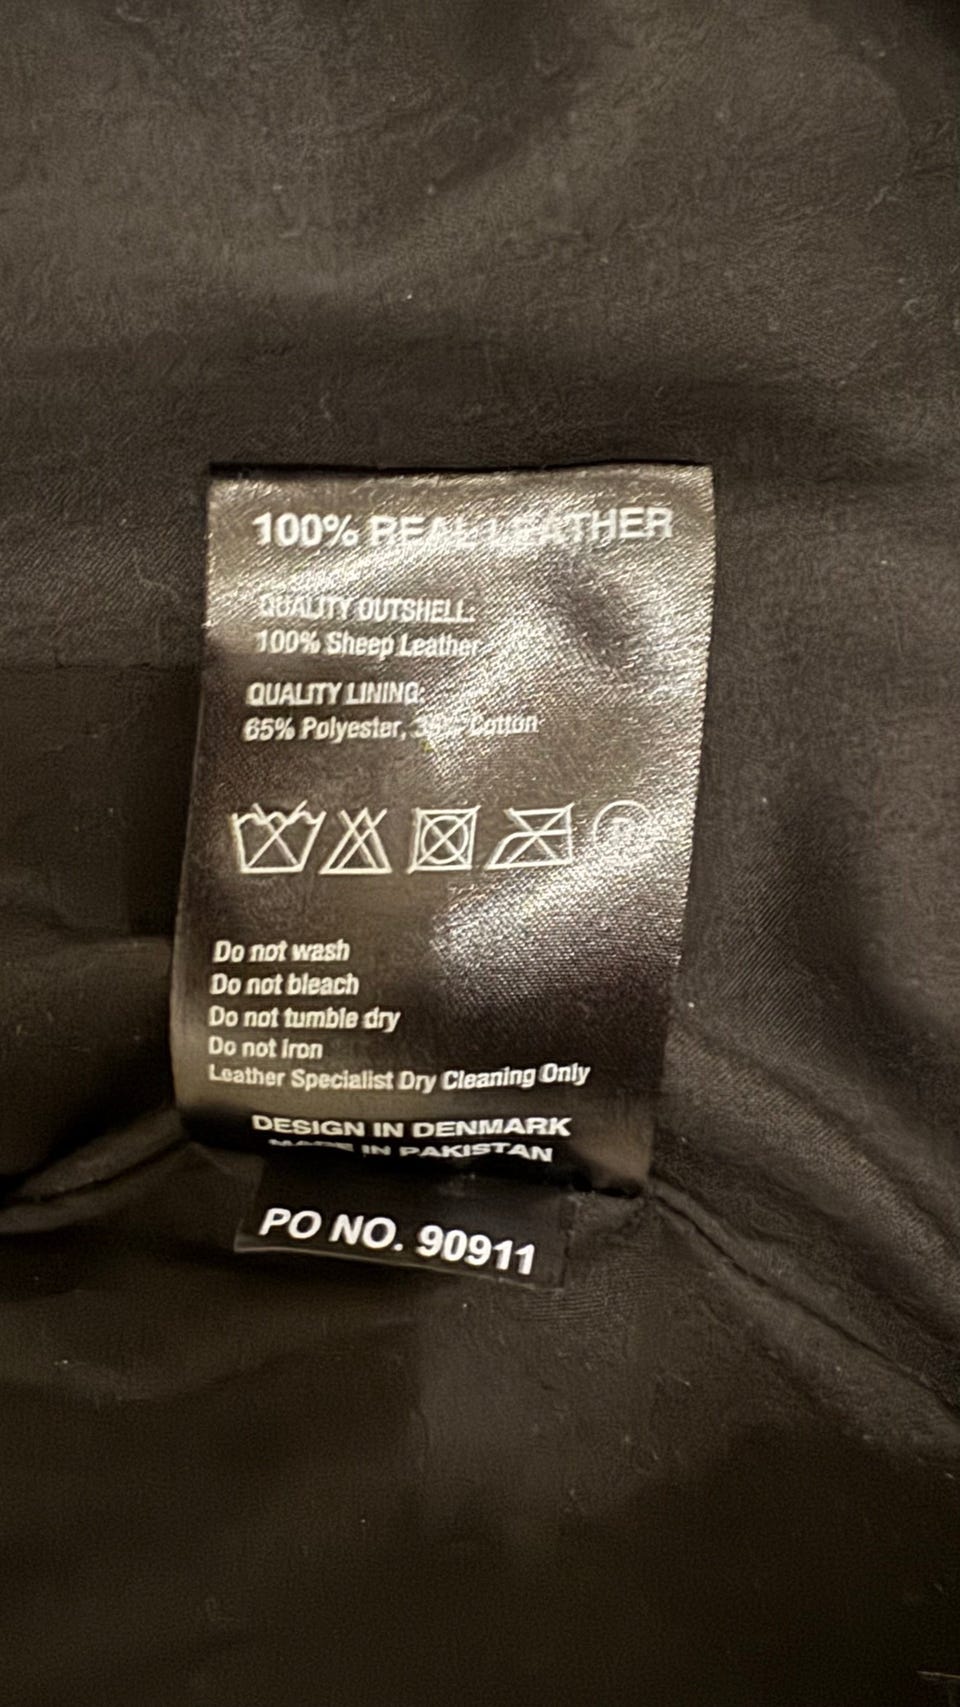 100% REAL LEATHER
QUALITY OUTSHELL:
100% Sheep Leather
QUALITY LINING:
65% Polyester, 35% Cotton
Do not wash
Do not bleach
Do not tumble dry
Do not Iron
Leather Specialist Dry Cleaning Only
DESIGN IN DENMARK
MADE IN PAKISTAN
PO NO. 90911